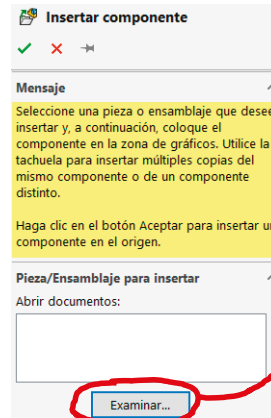 Insertar componente
Mensaje
Seleccione una pieza o ensamblaje que desee
insertar y, a continuación, coloque el
componente en la zona de gráficos. Utilice la
tachuela para insertar múltiples copias del
mismo componente o de un componente
distinto.
Haga clic en el botón Aceptar para insertar un
componente en el origen.
Pieza/Ensamblaje para insertar
Abrir documentos:
Examinar...